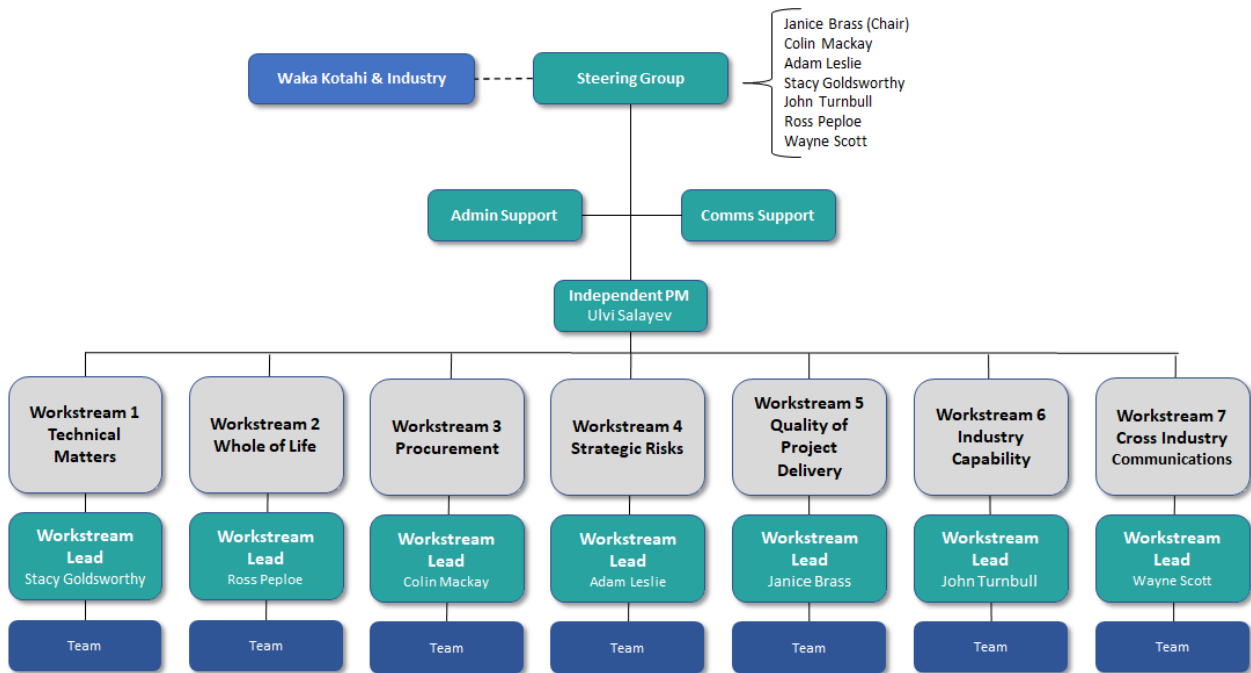 Janice Brass (Chair)
Colin Mackay
Adam Leslie
Stacy Goldsworthy
John Turnbull
Ross Peploe
Wayne Scott
Waka Kotahi & Industry
Steering Group
Admin Support
Comms Support
Independent PM
Ulvi Salayev
Workstream 1
Technical
Matters
Workstream 2
Whole of Life
Workstream 3
Procurement
Workstream 4
Strategic Risks
Workstream 5
Quality of
Project
Delivery
Workstream 6
Industry
Capability
Workstream 7
Cross Industry
Communications
Workstream
Lead
Stacy Goldsworthy
Workstream
Lead
Ross Peploe
Workstream
Lead
Colin Mackay
Workstream
Lead
Adam Leslie
Workstream
Lead
Janice Brass
Workstream
Lead
John Turnbull
Workstream
Lead
Wayne Scott
Team
Team
Team
Team
Team
Team
Team